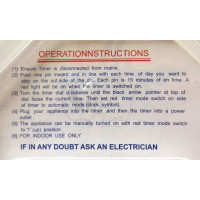 OPERATIONNSTRUCTIONS
(1) Ensure Timer is disconnected from mains.
(2) Push one pin inward and in line with each time of day you want to
stay on the outer side of the dial. Each pin is 15 minutes of on time. A
red light will be on when the timer is switched on.
(3) Turn the timer dial clockwise until the black arrow pointer at top of
dial faces the current time. Then set red timer mode switch on side
of timer to automatic mode (clock symbol).
(4) Plug your appliance into the timer and then the timer into a power
outlet.
(5) The appliance can be manually turned on with red timer mode switch
to "I" (up) position.
(6) FOR INDOOR USE ONLY
IF IN ANY DOUBT ASK AN ELECTRICIAN